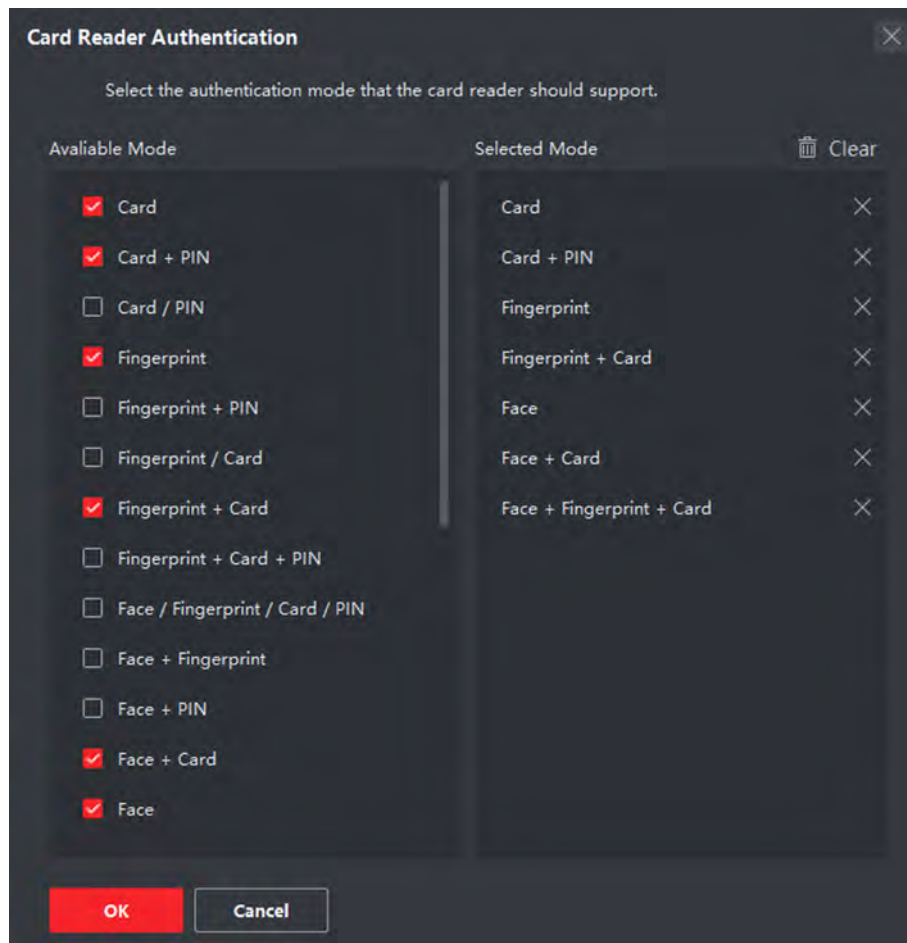 Card Reader Authentication
Select the authentication mode that the card reader should support.
Avaliable Mode
Card
Card + PIN
Card / PIN
Fingerprint
Fingerprint + PIN
Fingerprint / Card
Fingerprint + Card
Fingerprint + Card + PIN
Face / Fingerprint / Card / PIN
Face + Fingerprint
Face + PIN
Face + Card
Face
Selected Mode
Clear
Card
Card + PIN
Fingerprint
Fingerprint + Card
Face
Face + Card
Face + Fingerprint + Card
OK
Cancel